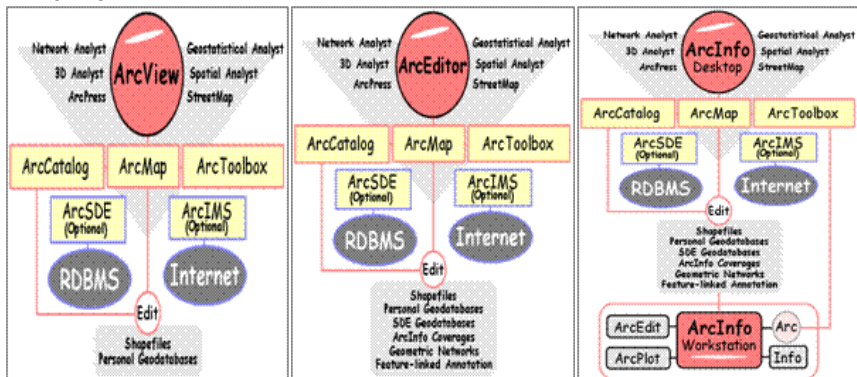 Network Analyst
Geostatistical Analyst
3D Analyst
ArcView
Spatial Analyst
ArcPress
StreetMap
ArcCatalog
ArcMap
ArcToolbox
ArcSDE
(Optional)
ArcIMS
(Optional)
RDBMS
Internet
Edit
Shapefiles
Personal Geodatabases
Network Analyst
Geostatistical Analyst
3D Analyst
ArcEditor
Spatial Analyst
ArcPress
StreetMap
ArcCatalog
ArcMap
ArcToolbox
ArcSDE
(Optional)
ArcIMS
(Optional)
RDBMS
Internet
Edit
Shapefiles
Personal Geodatabases
SDE Geodatabases
ArcInfo Coverages
Geometric Networks
Feature-linked Annotation
Network Analyst
Geostatistical Analyst
3D Analyst
ArcInfo
Desktop
Spatial Analyst
ArcPress
StreetMap
ArcCatalog
ArcMap
ArcToolbox
ArcSDE
(Optional)
ArcIMS
(Optional)
RDBMS
Internet
Edit
Shapefiles
Personal Geodatabases
SDE Geodatabases
ArcInfo Coverages
Geometric Networks
Feature-linked Annotation
ArcEdit
ArcInfo
Workstation
Arc
ArcPlot
Info